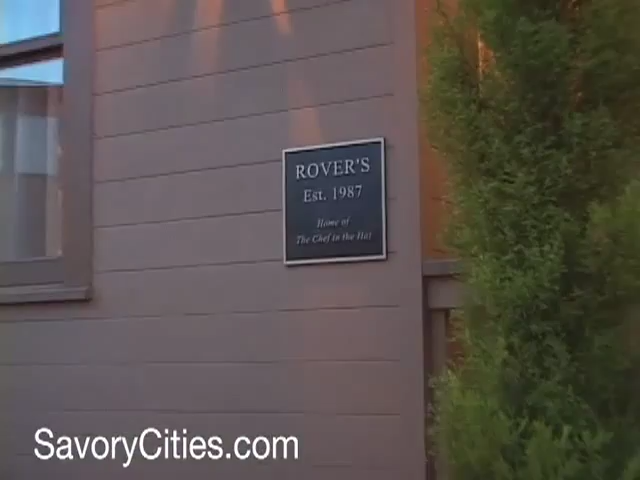 ROVER'S
Est. 1987
Home of
The Chef in the Hat
SavoryCities.com